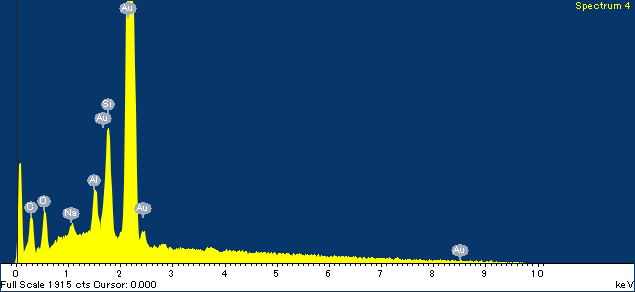 Spectrum 4
Au
Si
Au
Al
C
O
Na
Au
Au
0 1 2 3 4 5 6 7 8 9 10
Full Scale 1915 cts Cursor: 0.000 keV